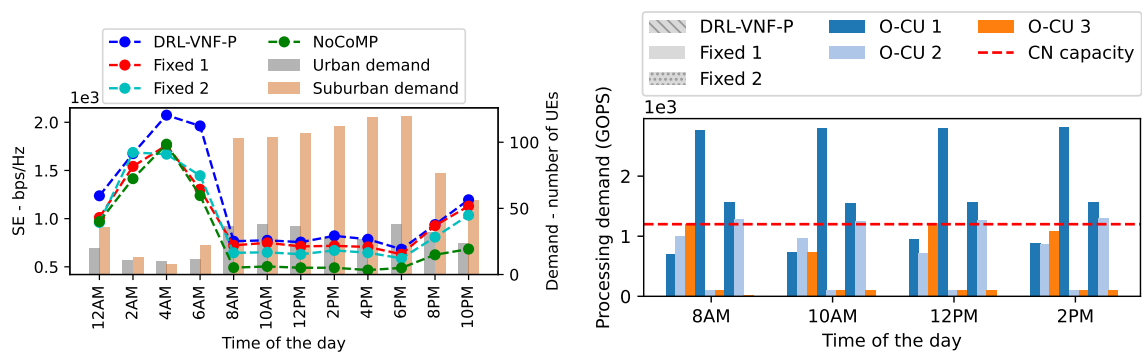 DRL-VNF-P
Fixed 1
Fixed 2
NoCoMP
Urban demand
Suburban demand
1e3
2.0
1.5
1.0
0.5
SE - bps/Hz
100
50
0
Demand - number of UEs
12AM 2AM 4AM 6AM 8AM 10AM 12PM 2PM 4PM 6PM 8PM 10PM
Time of the day
DRL-VNF-P
Fixed 1
Fixed 2
O-CU 1
O-CU 2
O-CU 3
CN capacity
1e3
2
1
0
Processing demand (GOPS)
8AM 10AM 12PM 2PM
Time of the day